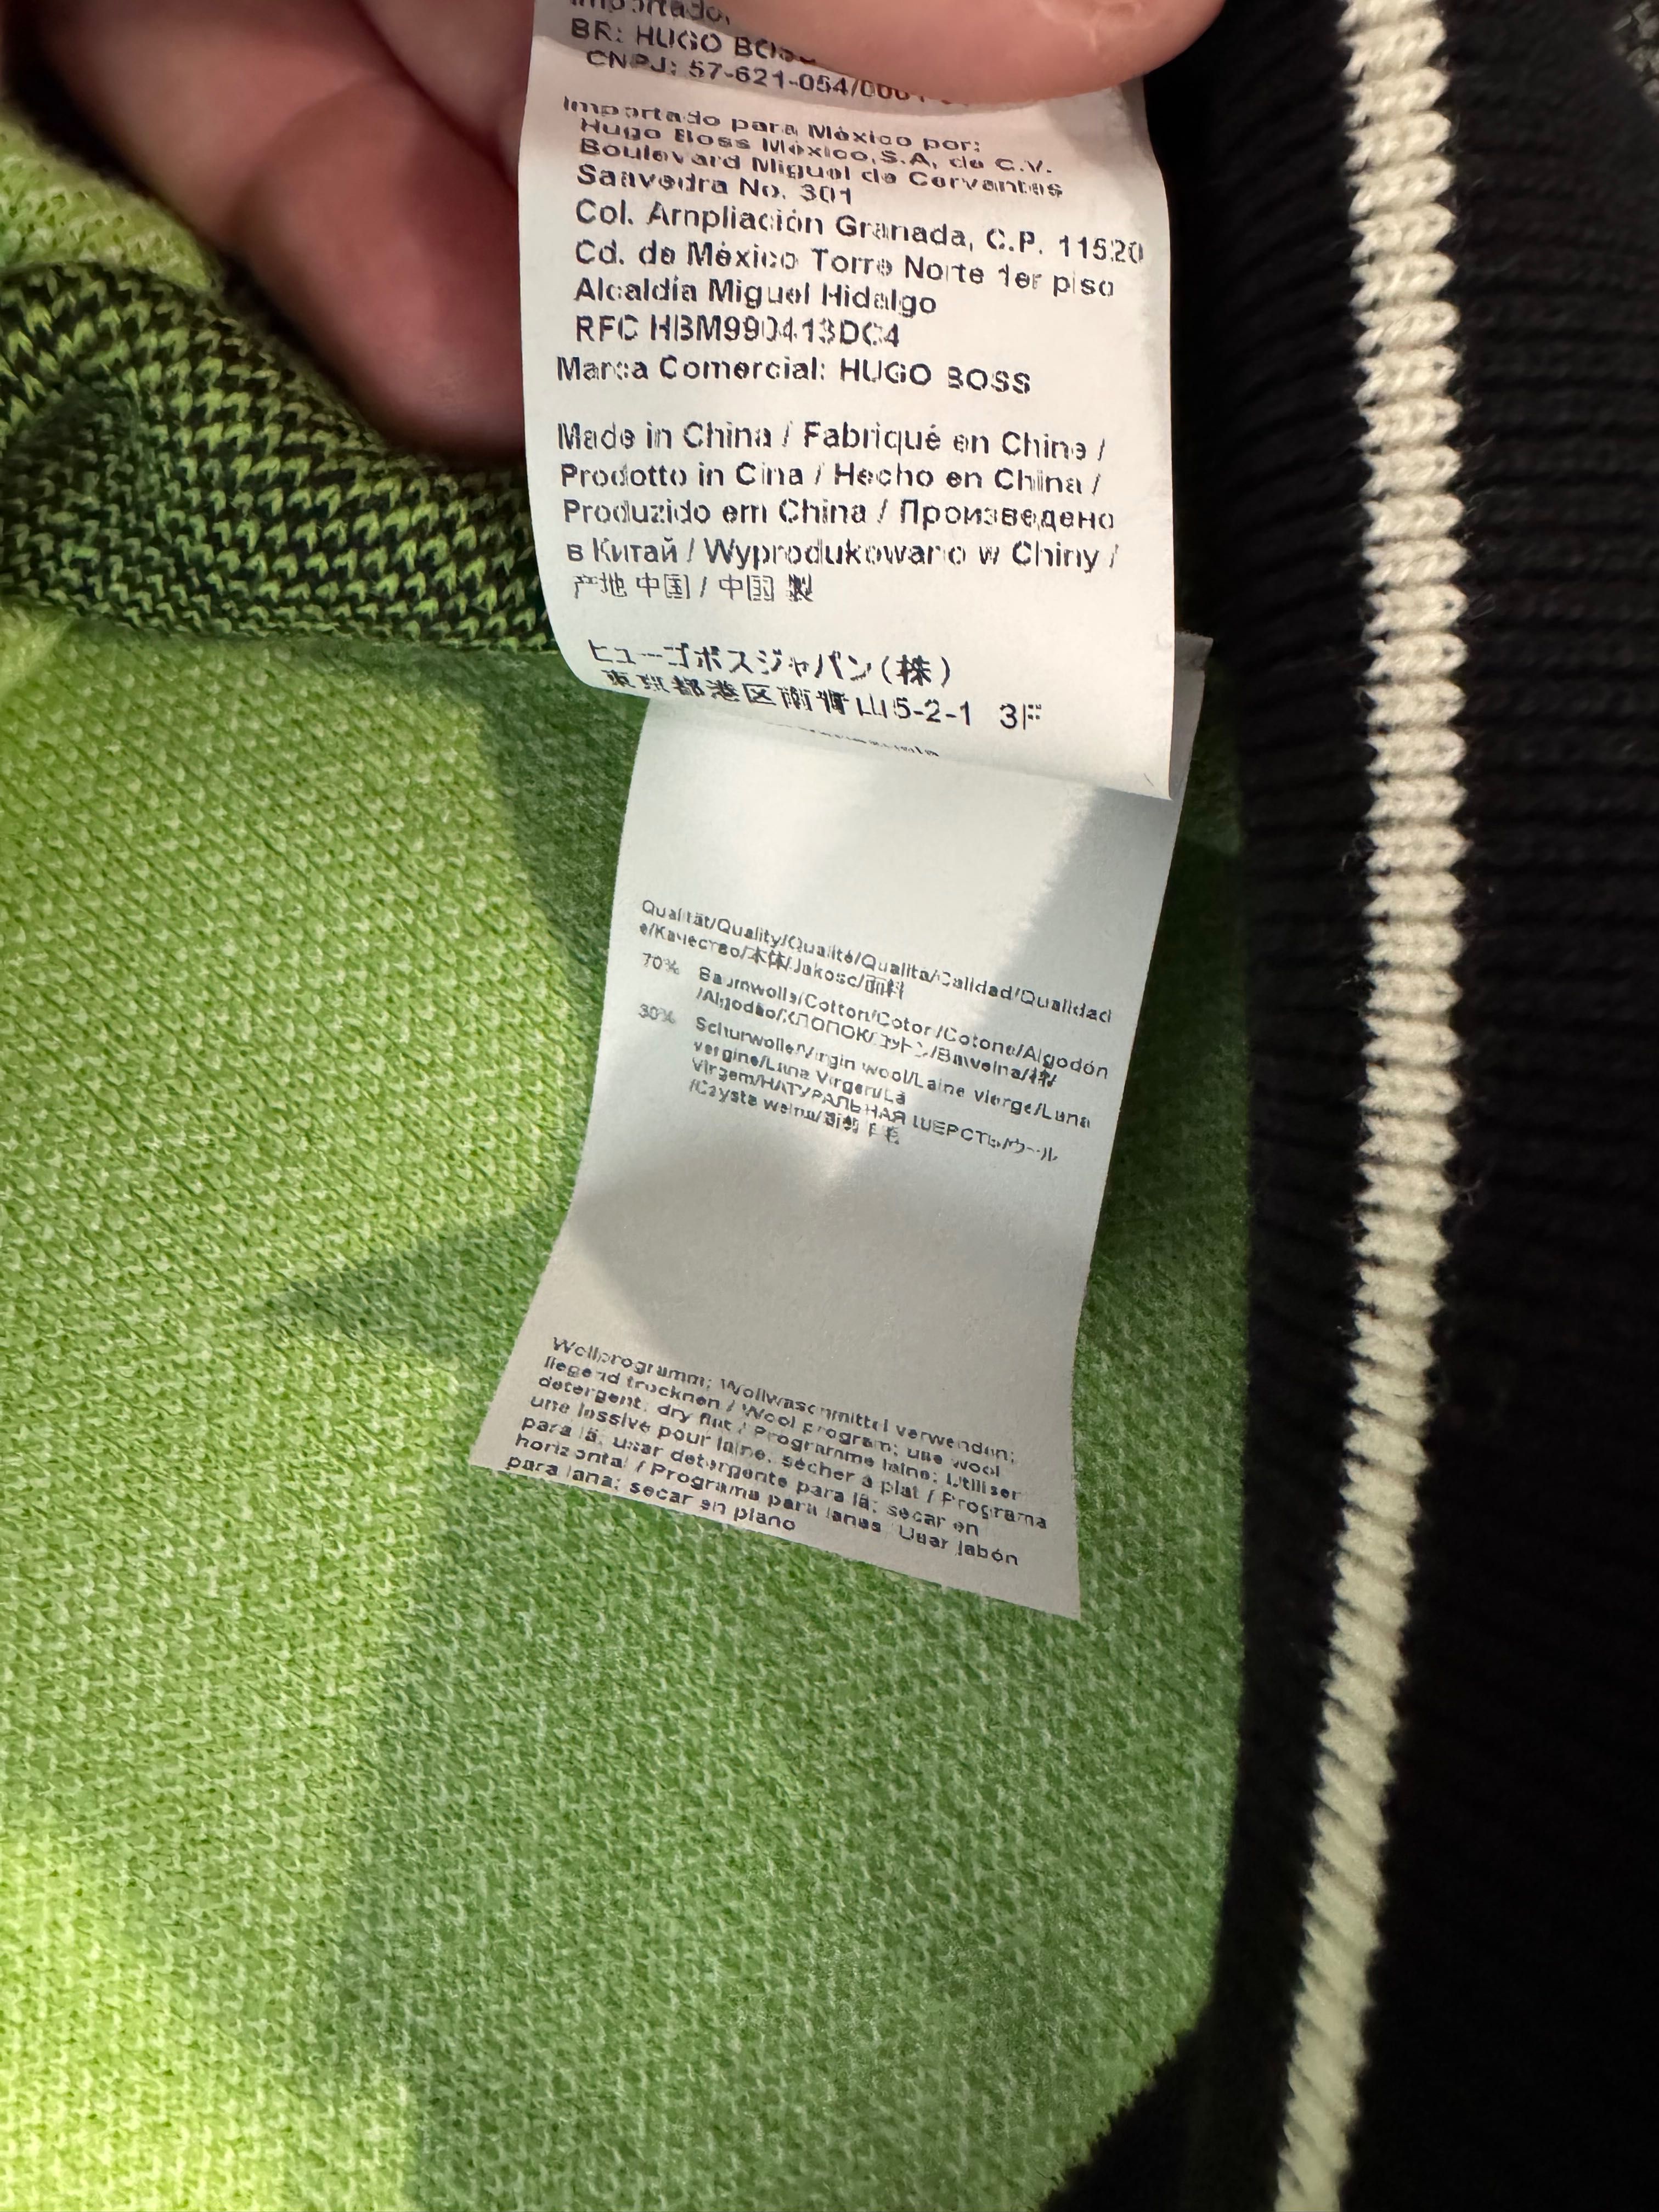 Importado,
BR: HUGO BOSS
CNPJ: 57-621-054/0001
Importado para México por:
Hugo Boss México,S.A. de C.V.
Boulevard Miguel de Cervantes
Saavedra No. 301
Col. Ampliación Granada, C.P. 11520
Cd. de México Torre Norte 1er piso
Alcaldía Miguel Hidalgo
RFC HBM990413DC4
Marca Comercial: HUGO BOSS
Made in China / Fabriqué en Chine /
Prodotto in Cina / Hecho en China /
Produzido em China / Произведено
в Китай / Wyprodukowano w Chiny /
产地 中国 / 中国 製
ヒューゴボスジャパン(株)
東京都港区南青山5-2-1 3F
Qualität/Quality/Qualité/Qualita/Calidad/Qualidad
e/Качество/本体/Jakosc/面料
70% Baumwolle/Cotton/Coton/Cotone/Algodón
/Algodão/ХЛОПОК/コットン/Bawelna/棉/
30% Schurwolle/Virgin wool/Laine vierge/Lana
vergine/Lana Virgen/Lã
Virgem/НАТУРАЛЬНАЯ ШЕРСТЬ/ウール
/Czysta welna/羊毛
Wollprogramm; Wollwaschmittel verwenden;
liegend trocknen / Wool program; use wool
detergent; dry flat / Programme laine; Utiliser
une lessive pour laine, sécher à plat / Programa
para lã; usar detergente para lã; secar en
horizontal / Programa para lanas Usar jabón
para lana; secar en plano